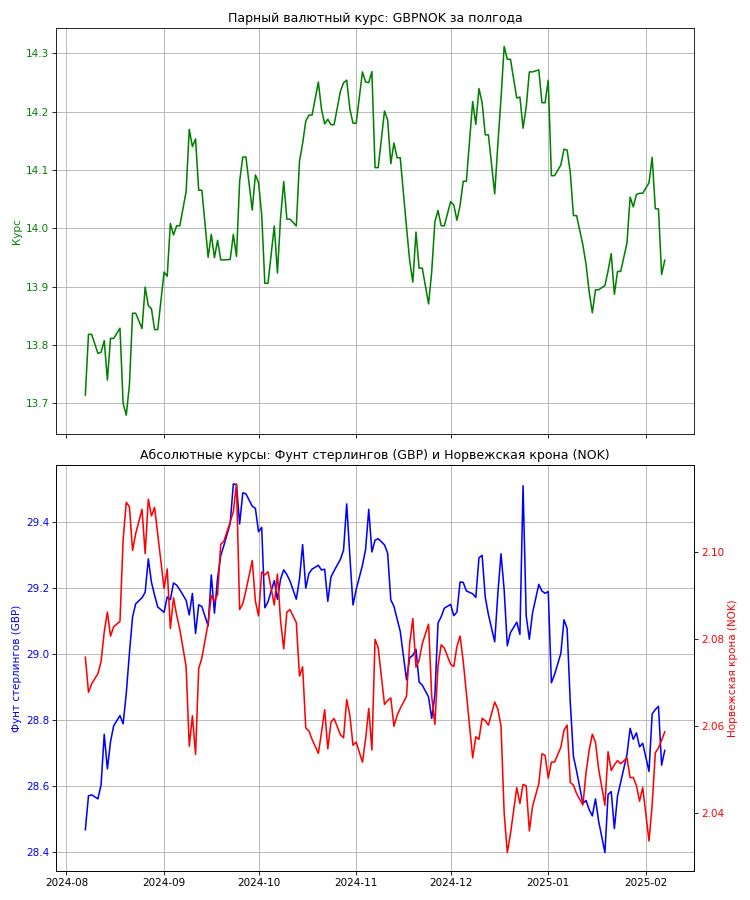 Парный валютный курс: GBPNOK за полгода
14.3
14.2
14.1
14.0
13.9
13.8
13.7
Курс
Абсолютные курсы: Фунт стерлингов (GBP) и Норвежская крона (NOK)
29.4
29.2
29.0
28.8
28.6
28.4
Фунт стерлингов (GBP)
2.10
2.08
2.06
2.04
Норвежская крона (NOK)
2024-08 2024-09 2024-10 2024-11 2024-12 2025-01 2025-02